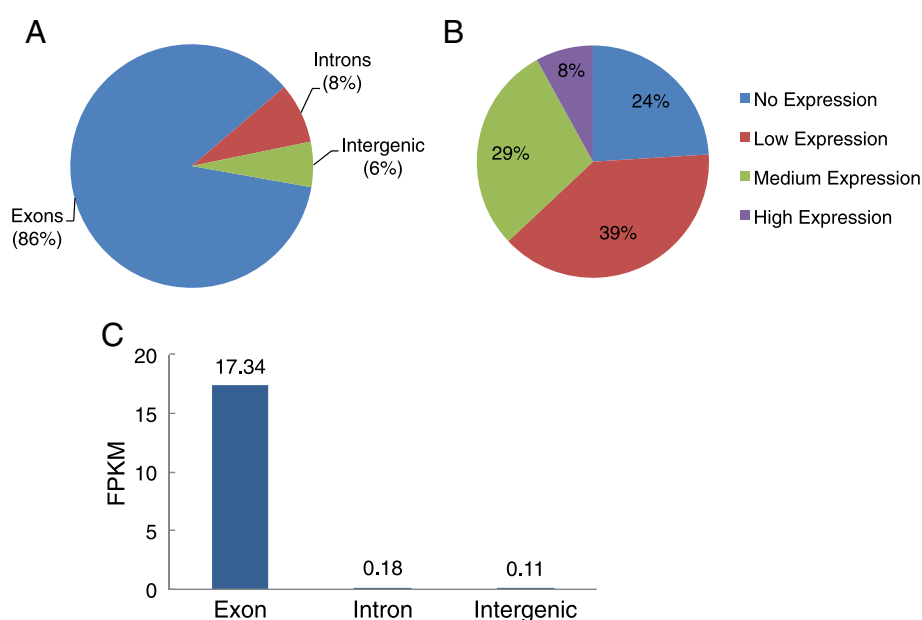 A
Introns
(8%)
Intergenic
(6%)
Exons
(86%)
B
8%
24%
29%
39%
No Expression
Low Expression
Medium Expression
High Expression
C
FPKM
20
15
10
5
0
17.34
0.18
0.11
Exon
Intron
Intergenic